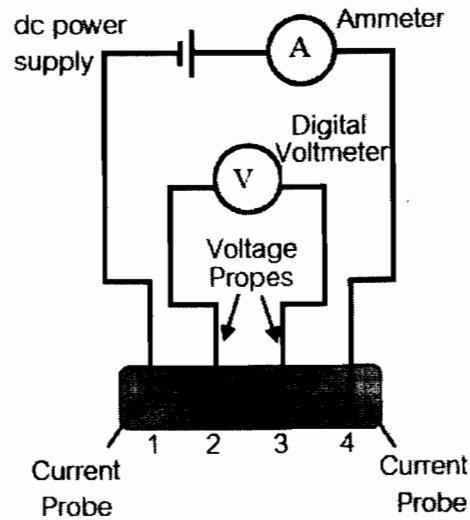 dc power
supply
Ammeter
A
Digital
Voltmeter
V
Voltage
Propes
1 2 3 4
Current
Probe
Current
Probe